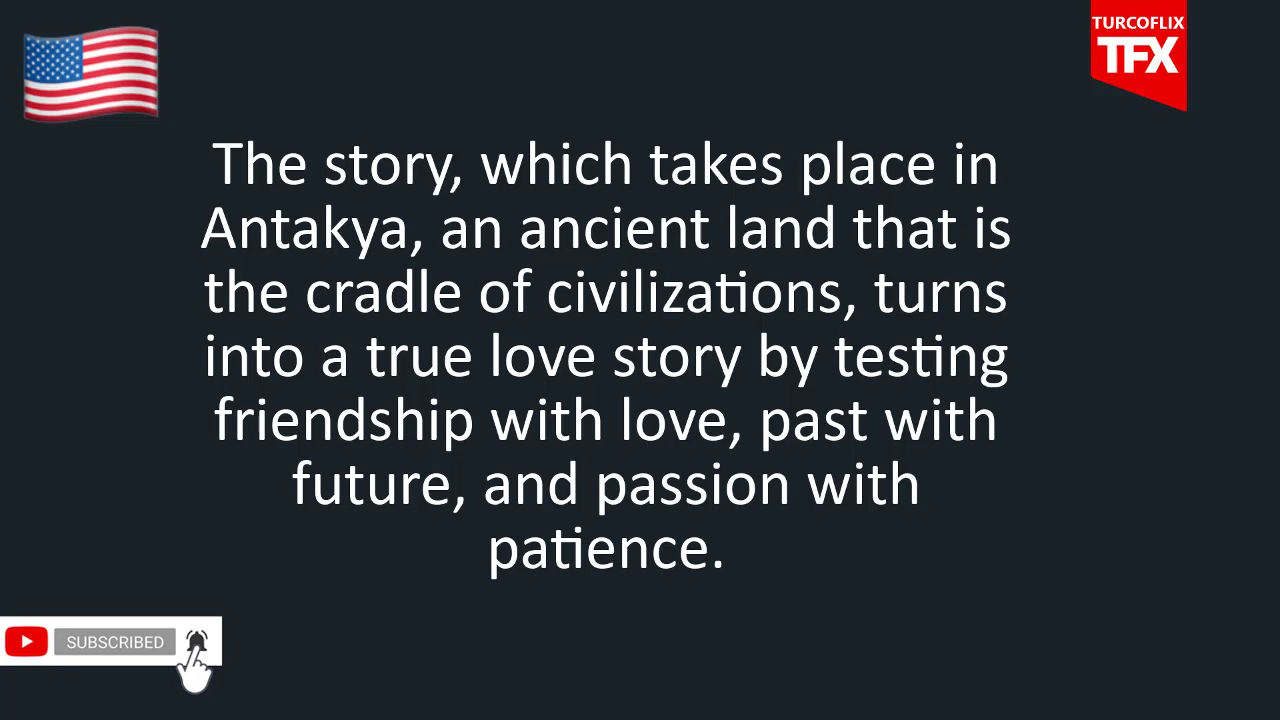 TURCOFLIX
TFX
The story, which takes place in
Antakya, an ancient land that is
the cradle of civilizations, turns
into a true love story by testing
friendship with love, past with
future, and passion with
patience.
SUBSCRIBED